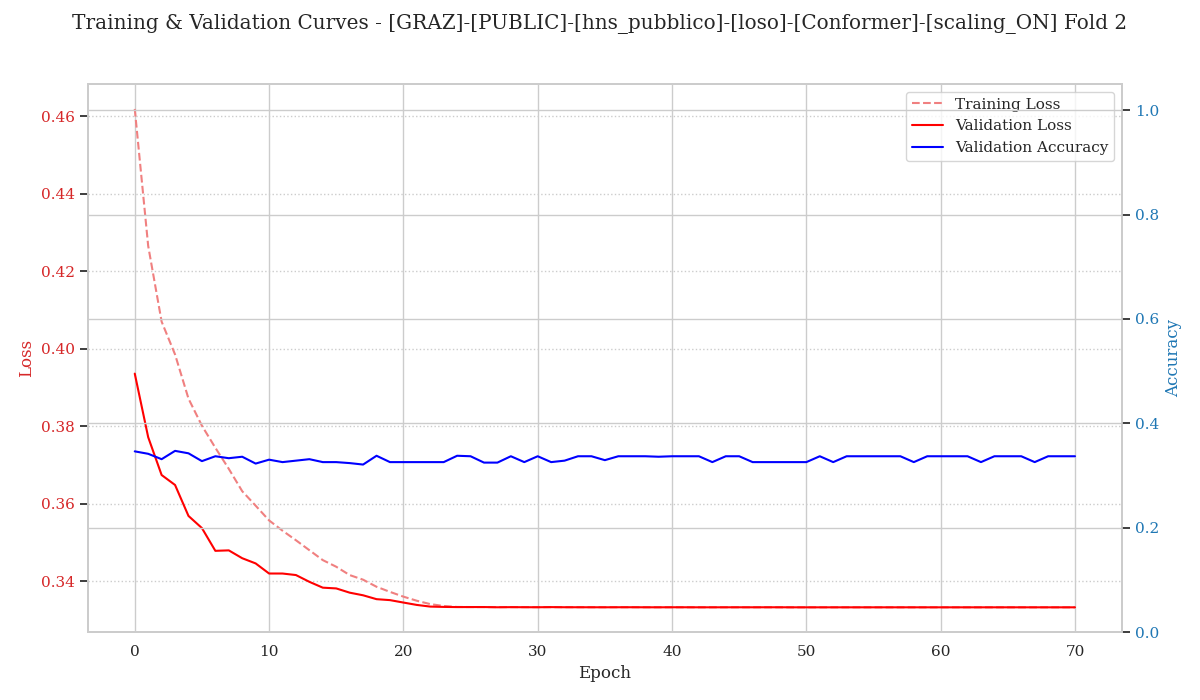 Training & Validation Curves - [GRAZ]-[PUBLIC]-[hns_pubblico]-[loso]-[Conformer]-[scaling_ON] Fold 2
Training Loss
Validation Loss
Validation Accuracy
0.46
0.44
0.42
0.40
0.38
0.36
0.34
Loss
1.0
0.8
0.6
0.4
0.2
0.0
Accuracy
0 10 20 30 40 50 60 70
Epoch